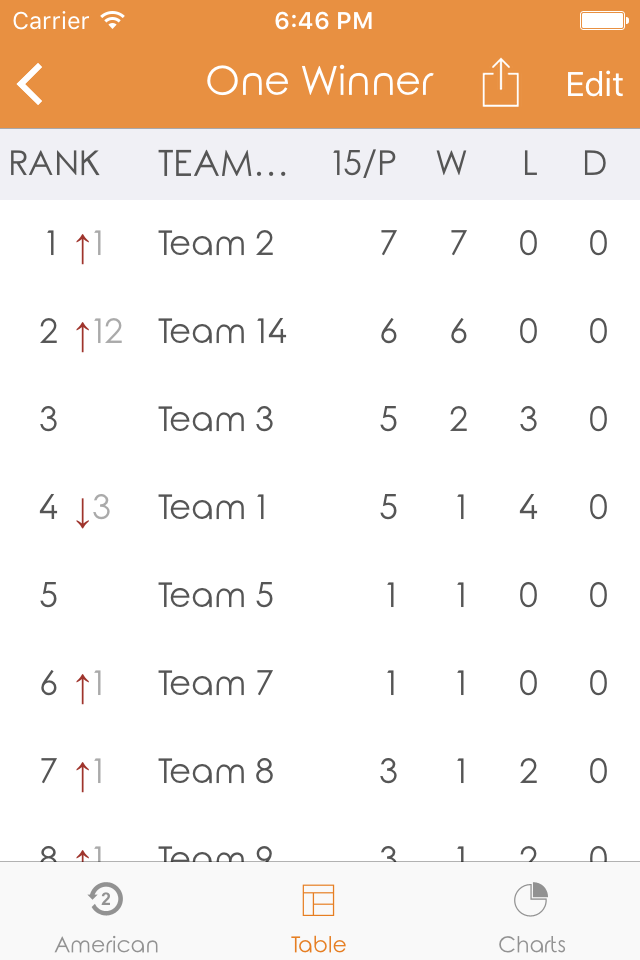 Carrier 6:46 PM
One Winner Edit
RANK TEAM... 15/P W L D
1 ↑1 Team 2 7 7 0 0
2 ↑12 Team 14 6 6 0 0
3 Team 3 5 2 3 0
4 ↓3 Team 1 5 1 4 0
5 Team 5 1 1 0 0
6 ↑1 Team 7 1 1 0 0
7 ↑1 Team 8 3 1 2 0
8 ↑1 Team 9 3 1 2 0
2
American Table Charts